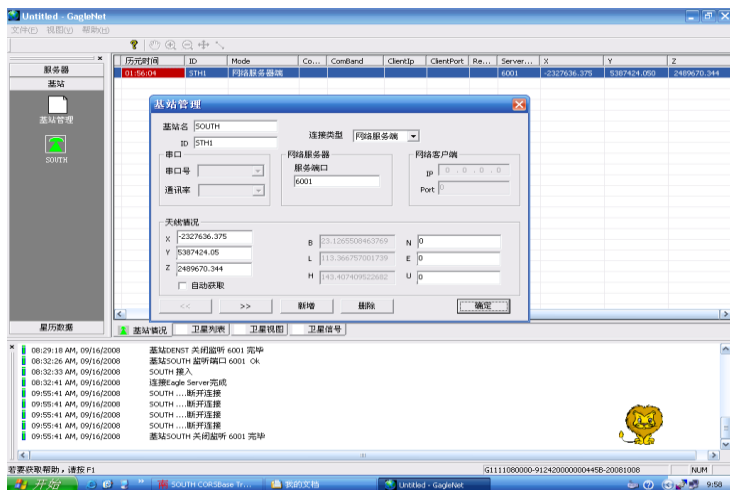 Untitled - GagleNet
文件(F) 视图(V) 帮助(H)
服务器
基站
基站管理
SOUTH
星历数据
历元时间 ID Mode Co... ComBand ClientIp ClientPort Re... Server... X Y Z
01:56:04 STH1 网络服务器端 6001 -2327636.375 5387424.050 2489670.344
基站管理
基站名 SOUTH
ID STH1
连接类型 网络服务端
串口
串口号
通讯率
网络服务器
服务端口
6001
网络客户端
IP 0 . 0 . 0 . 0
Port 0
天线情况
X -2327636.375
Y 5387424.05
Z 2489670.344
自动获取
B 23.1265508463769
L 113.366757001739
H 143.407409522682
N 0
E 0
U 0
<< >> 新增 删除 确定
基站情况 卫星列表 卫星视图 卫星信号
08:29:18 AM, 09/16/2008 基站DENST 关闭监听 6001 完毕
08:32:26 AM, 09/16/2008 基站SOUTH 监听端口 6001 Ok
08:32:33 AM, 09/16/2008 SOUTH 接入
08:32:41 AM, 09/16/2008 连接Eagle Server完成
09:55:41 AM, 09/16/2008 SOUTH ....断开连接
09:55:41 AM, 09/16/2008 SOUTH ....断开连接
09:55:41 AM, 09/16/2008 SOUTH ....断开连接
09:55:41 AM, 09/16/2008 SOUTH ....断开连接
09:55:41 AM, 09/16/2008 基站SOUTH 关闭监听 6001 完毕
若要获取帮助，请按 F1 G1111080000-912420000000445B-20081008 NUM
开始 SOUTH CORSBase Tr... 我的文档 Untitled - GagleNet 9:58